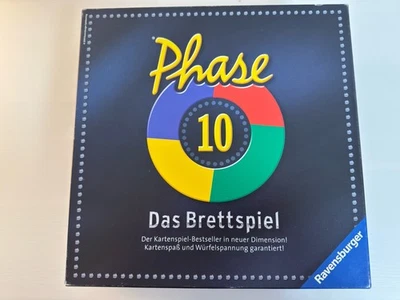 Phase
10
Das Brettspiel
Der Kartenspiel-Bestseller in neuer Dimension!
Kartenspaß und Würfelspannung garantiert!
Ravensburger